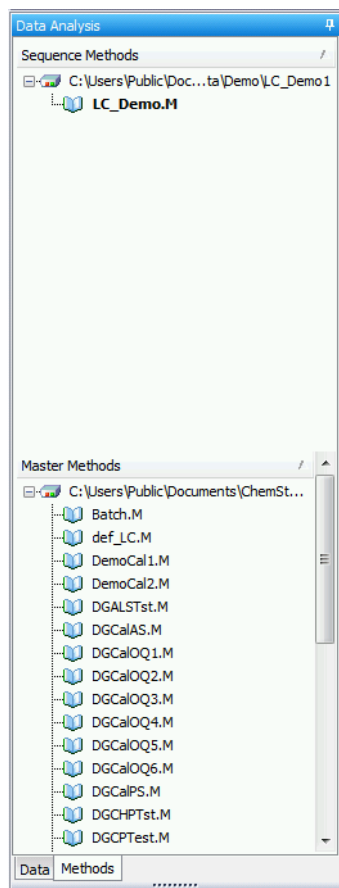 Data Analysis
Sequence Methods
C:\Users\Public\Doc...ta\Demo\LC_Demo1
LC_Demo.M
Master Methods
C:\Users\Public\Documents\ChemSt...
Batch.M
def_LC.M
DemoCal1.M
DemoCal2.M
DGALSTst.M
DGCalAS.M
DGCalOQ1.M
DGCalOQ2.M
DGCalOQ3.M
DGCalOQ4.M
DGCalOQ5.M
DGCalOQ6.M
DGCalPS.M
DGCHPTst.M
DGCPTest.M
Data Methods